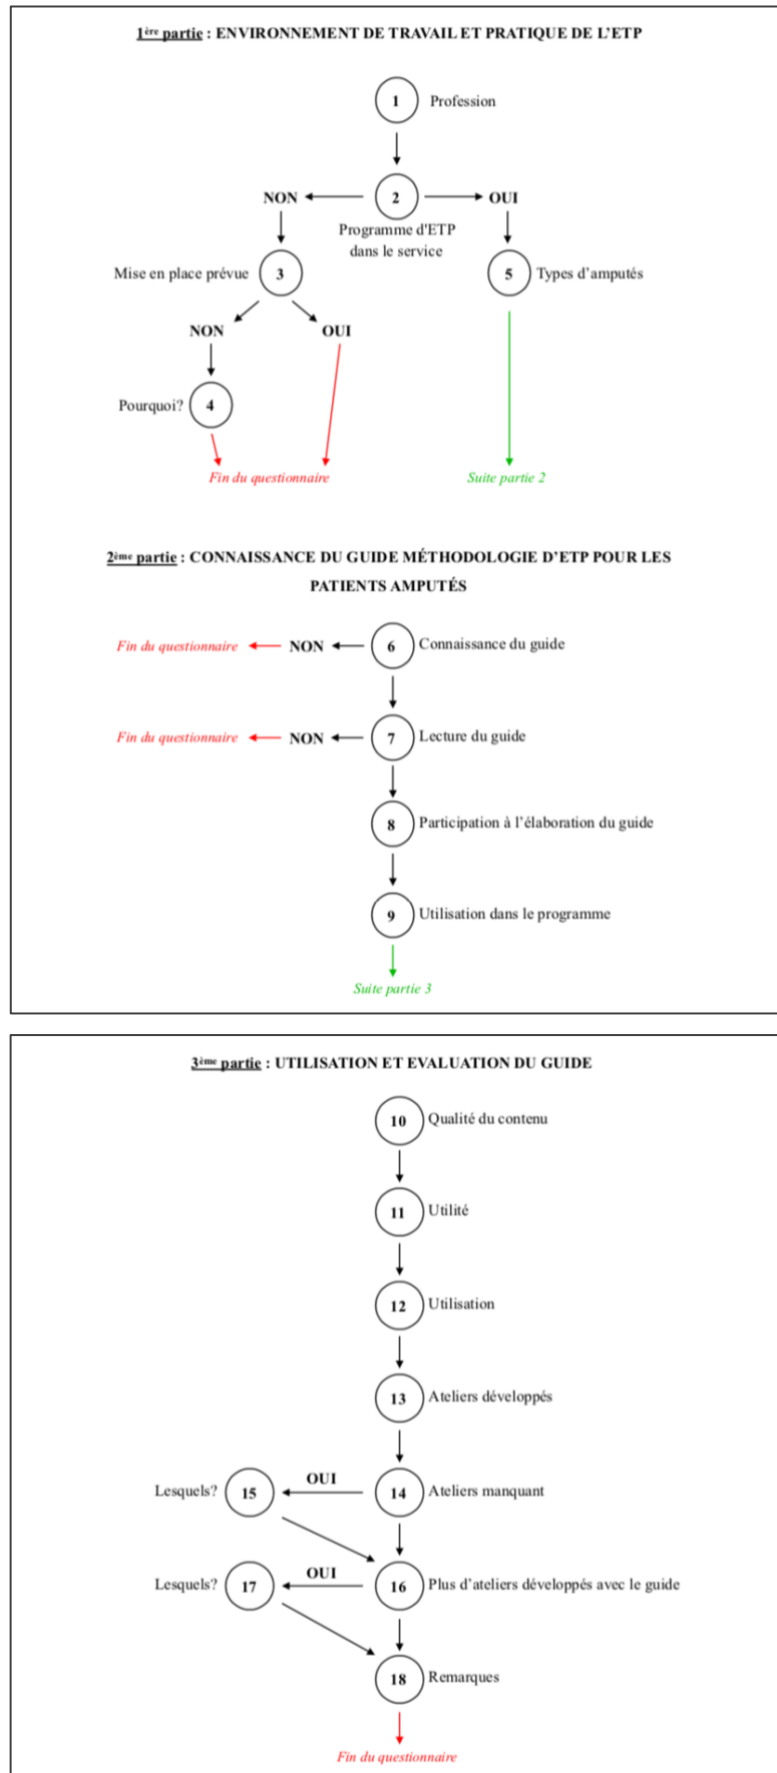 1ère partie : ENVIRONNEMENT DE TRAVAIL ET PRATIQUE DE L'ETP
1 Profession
NON 2 OUI
Programme d'ETP
dans le service
Mise en place prévue 3
5 Types d'amputés
NON OUI
Pourquoi? 4
Fin du questionnaire
Suite partie 2
2ème partie : CONNAISSANCE DU GUIDE MÉTHODOLOGIE D'ETP POUR LES
PATIENTS AMPUTÉS
Fin du questionnaire NON 6 Connaissance du guide
Fin du questionnaire NON 7 Lecture du guide
8 Participation à l'élaboration du guide
9 Utilisation dans le programme
Suite partie 3
3ème partie : UTILISATION ET EVALUATION DU GUIDE
10 Qualité du contenu
11 Utilité
12 Utilisation
13 Ateliers développés
Lesquels? 15 OUI 14 Ateliers manquant
Lesquels? 17 OUI 16 Plus d'ateliers développés avec le guide
18 Remarques
Fin du questionnaire